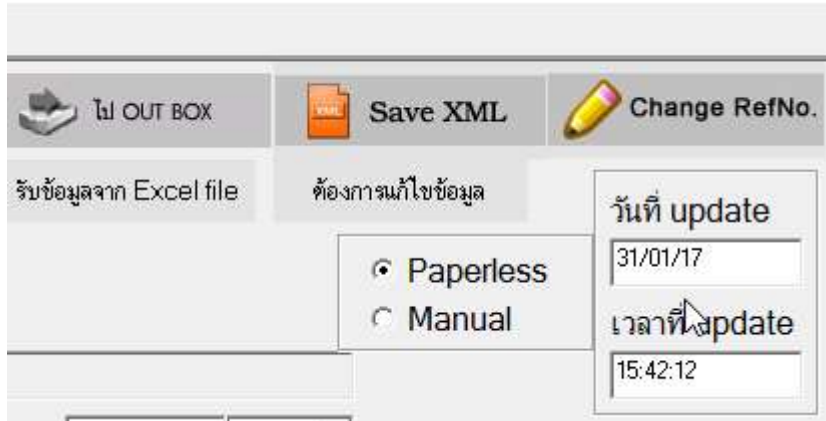 ไป OUT BOX
Save XML
Change RefNo.
รับข้อมูลจาก Excel file
ต้องการแก้ไขข้อมูล
วันที่ update
31/01/17
Paperless
Manual
เวลาที่ update
15:42:12